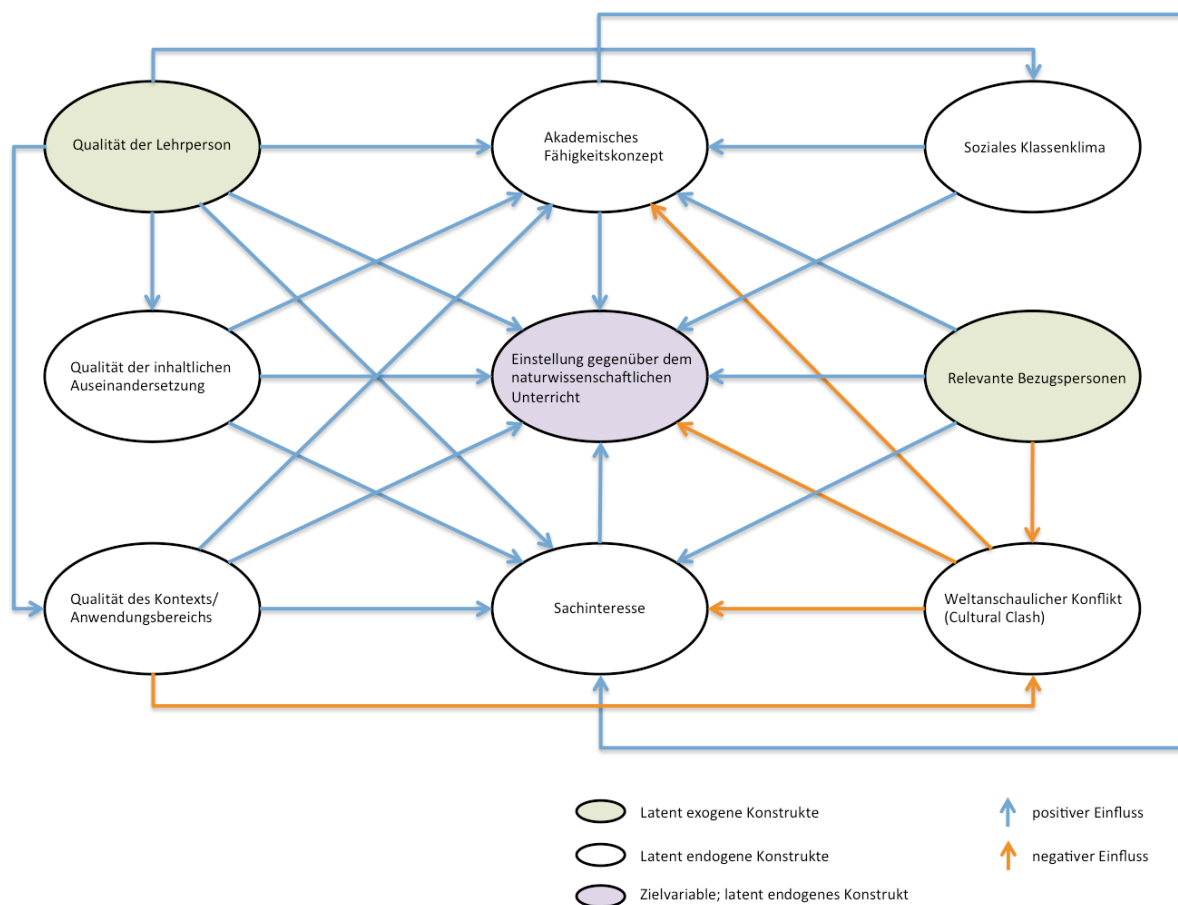 Qualität der Lehrperson
Akademisches
Fähigkeitskonzept
Soziales Klassenklima
Qualität der inhaltlichen
Auseinandersetzung
Einstellung gegenüber dem
naturwissenschaftlichen
Unterricht
Relevante Bezugspersonen
Qualität des Kontexts/
Anwendungsbereichs
Sachinteresse
Weltanschaulicher Konflikt
(Cultural Clash)
Latent exogene Konstrukte
positiver Einfluss
Latent endogene Konstrukte
negativer Einfluss
Zielvariable; latent endogenes Konstrukt